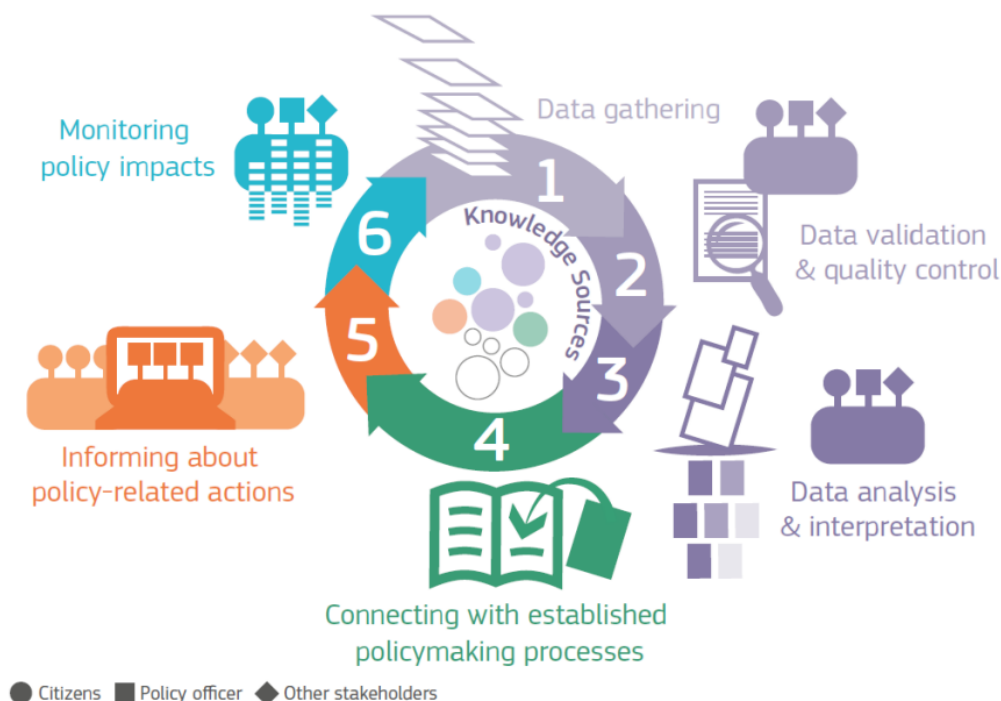 Data gathering
1
Data validation
& quality control
2
Data analysis
& interpretation
3
Connecting with established
policymaking processes
4
Informing about
policy-related actions
5
Monitoring
policy impacts
6
Knowledge Sources
Citizens Policy officer Other stakeholders